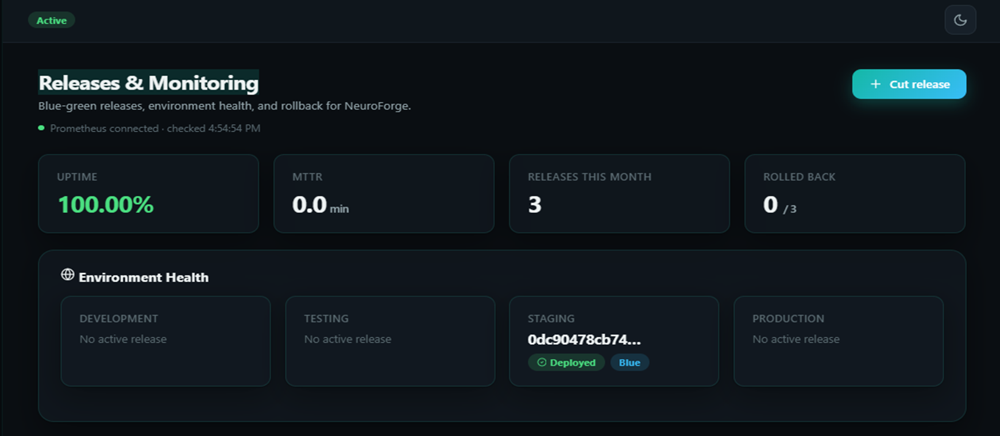 Active
Releases & Monitoring
Cut release
Blue-green releases, environment health, and rollback for NeuroForge.
Prometheus connected · checked 4:54:54 PM
UPTIME
100.00%
MTTR
0.0 min
RELEASES THIS MONTH
3
ROLLED BACK
0 / 3
Environment Health
DEVELOPMENT
No active release
TESTING
No active release
STAGING
0dc90478cb74...
Deployed Blue
PRODUCTION
No active release